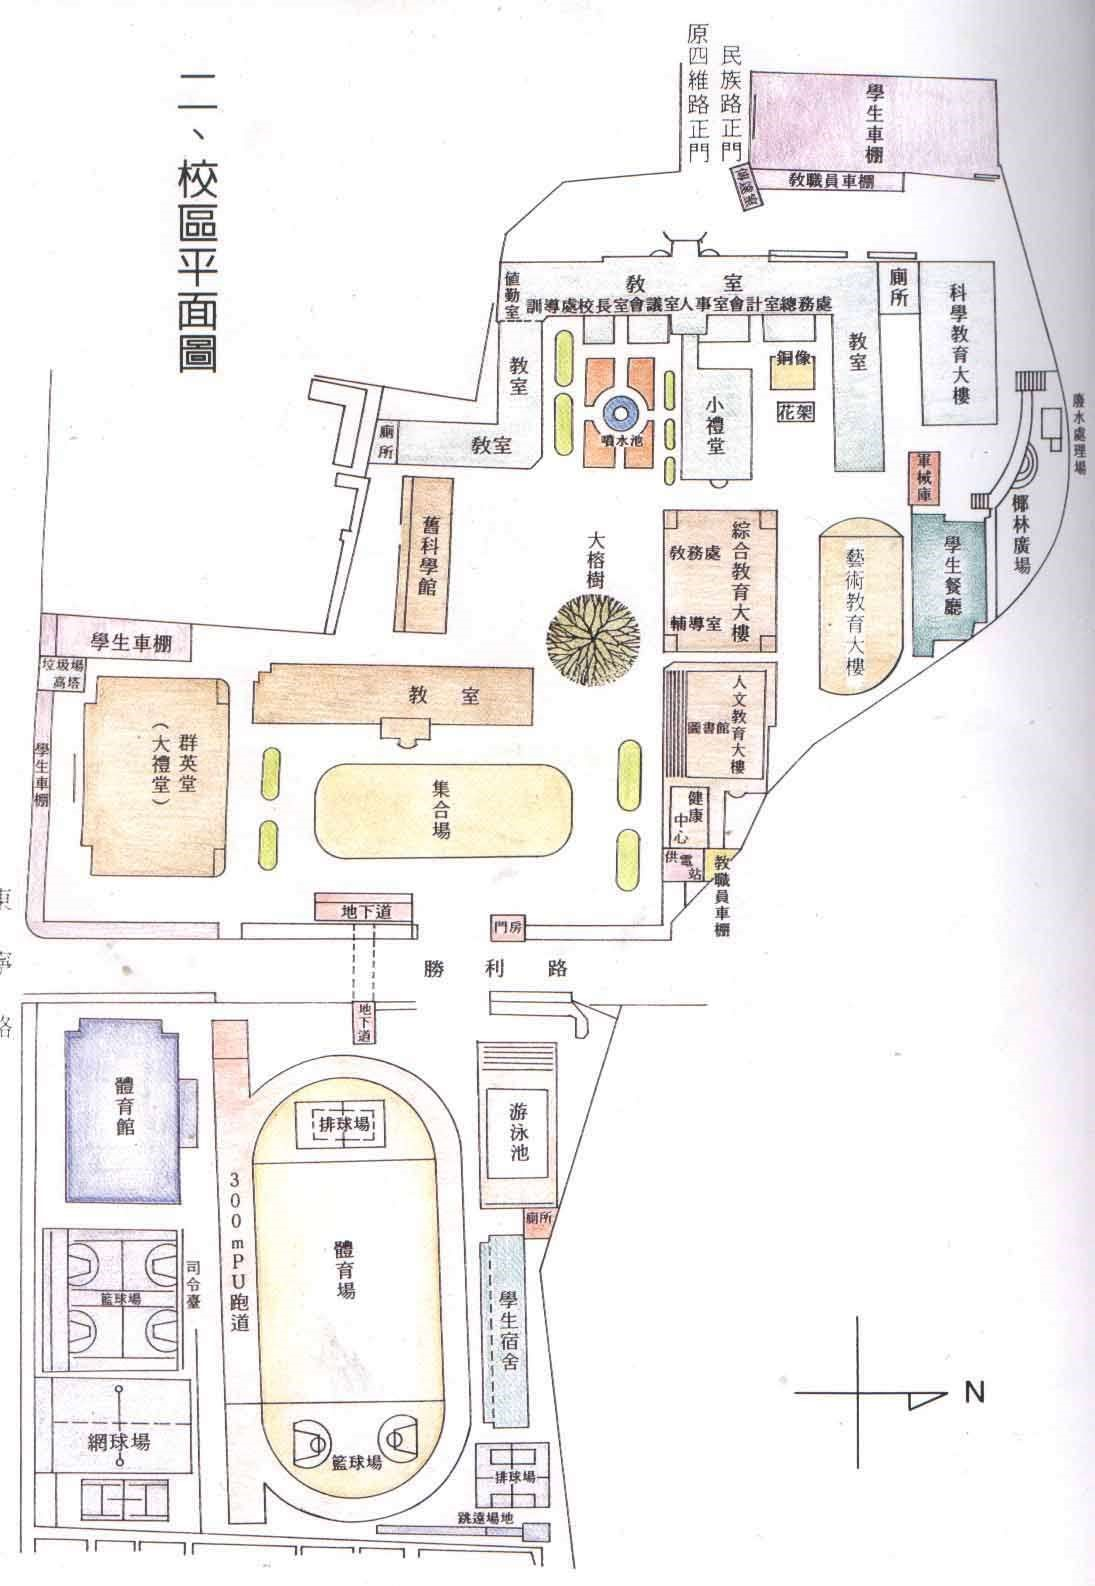 二、校區平面圖
原四維路正門
民族路正門
學生車棚
教職員車棚
值勤室
教室
訓導處校長室會議室人事室會計室總務處
廁所
科學教育大樓
教室
教室
銅像
花架
小禮堂
噴水池
廁所
教室
軍械庫
廢水處理場
椰林廣場
學生餐廳
藝術教育大樓
綜合教育大樓
教務處
輔導室
大榕樹
舊科學館
學生車棚
垃圾場
高塔
學生車棚
群英堂
(大禮堂)
教室
集合場
人文教育大樓
圖書館
健康
中心
供電站
教職員車棚
地下道
門房
東寧路
勝利路
地下道
體育館
300mPU跑道
排球場
游泳池
廁所
體育場
學生宿舍
司令臺
籃球場
網球場
籃球場
排球場
跳遠場地
N